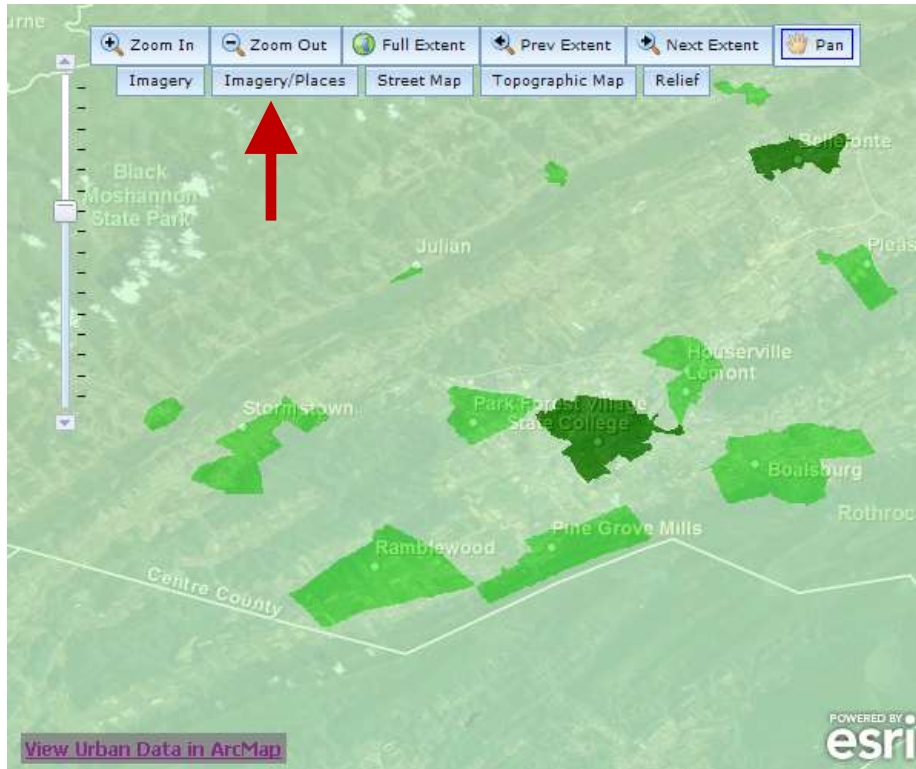 urne
Zoom In
Zoom Out
Full Extent
Prev Extent
Next Extent
Pan
Imagery
Imagery/Places
Street Map
Topographic Map
Relief
Bellefonte
Black
Moshannon
State Park
Julian
Pleas
Houserville
Lemont
Stormstown
Park Forest Village
State College
Boalsburg
Rothroc
Pine Grove Mills
Ramblewood
Centre County
View Urban Data in ArcMap
POWERED BY
esri